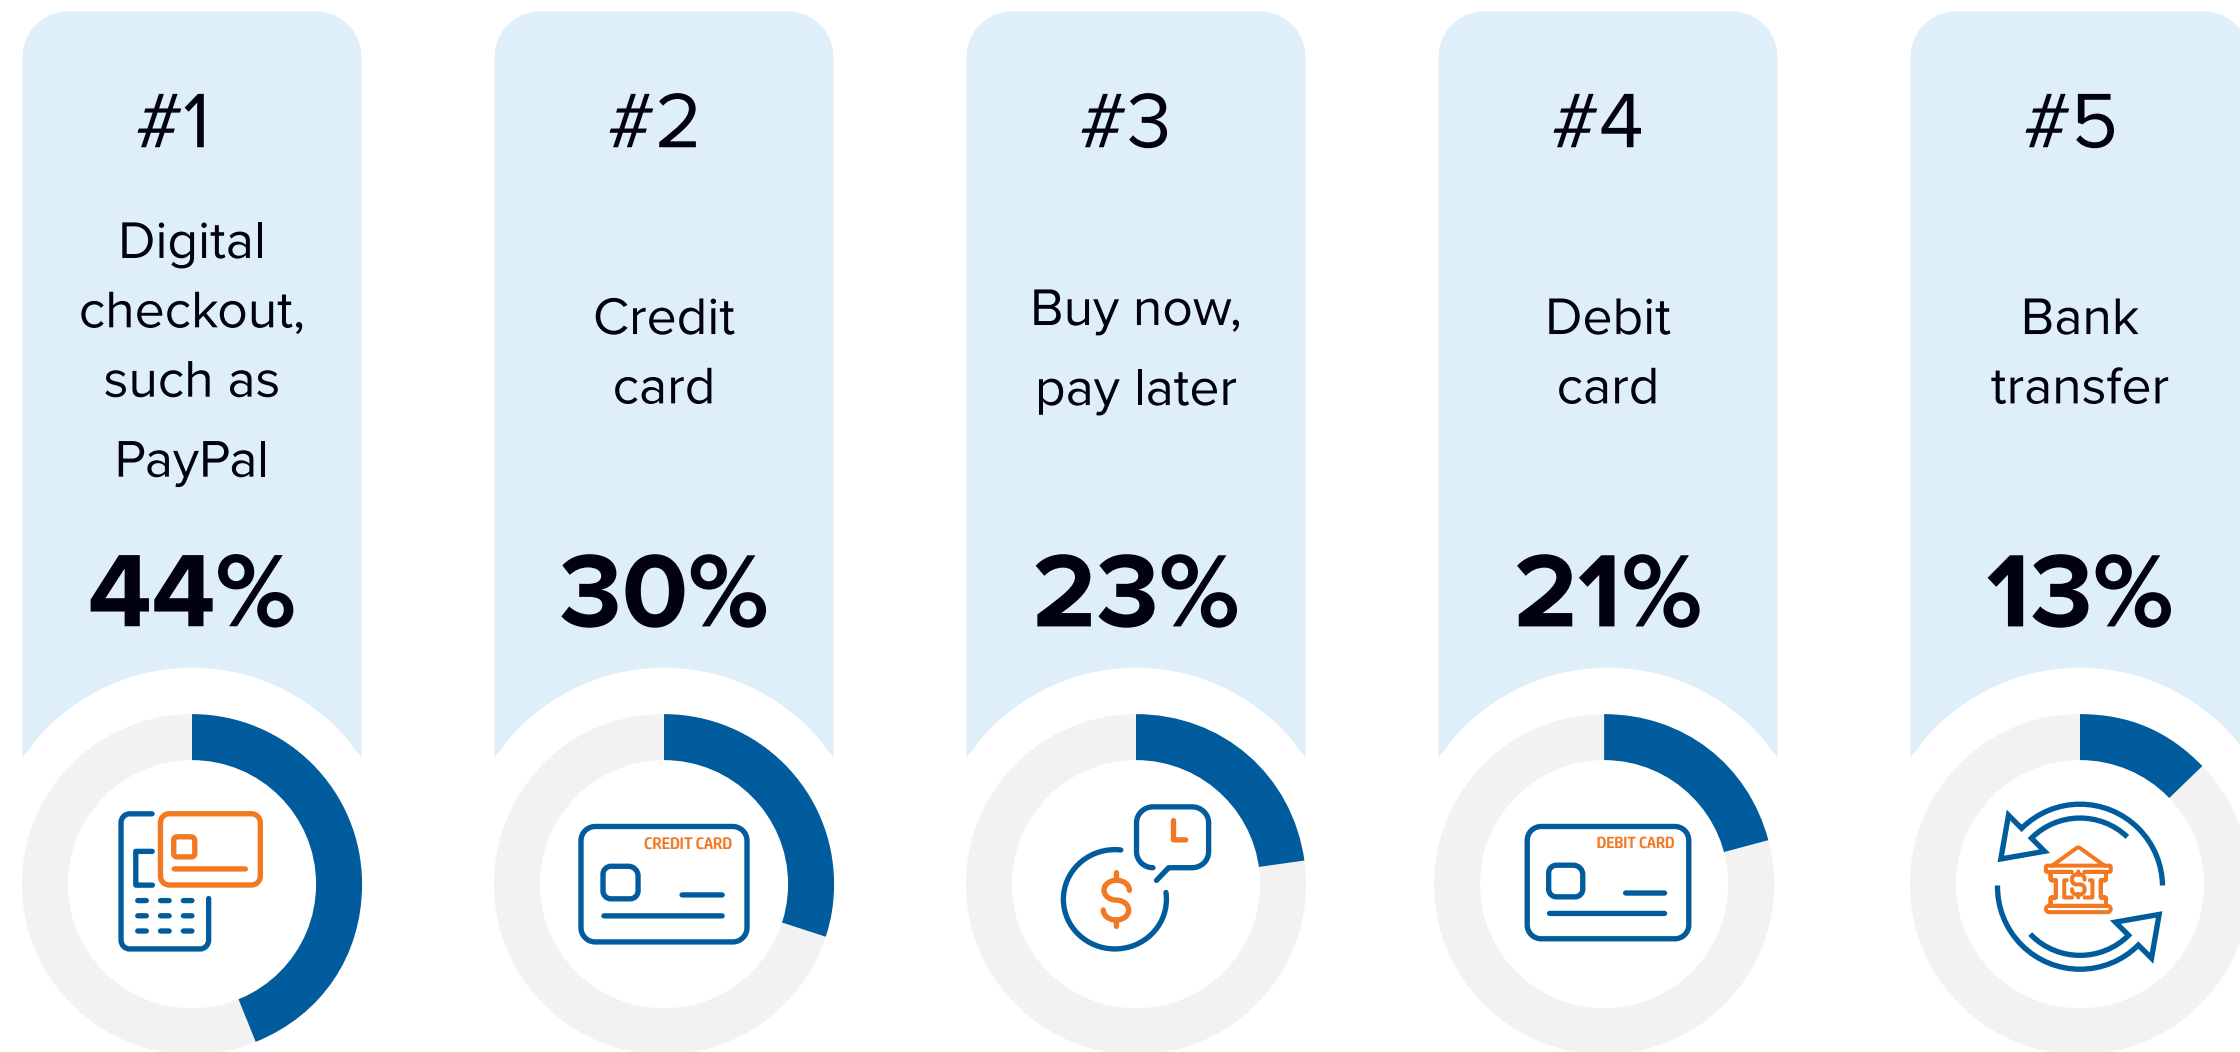 #1
Digital
checkout,
such as
PayPal
44%
#2
Credit
card
30%
CREDIT CARD
#3
Buy now,
pay later
23%
$
#4
Debit
card
21%
DEBIT CARD
#5
Bank
transfer
13%
$